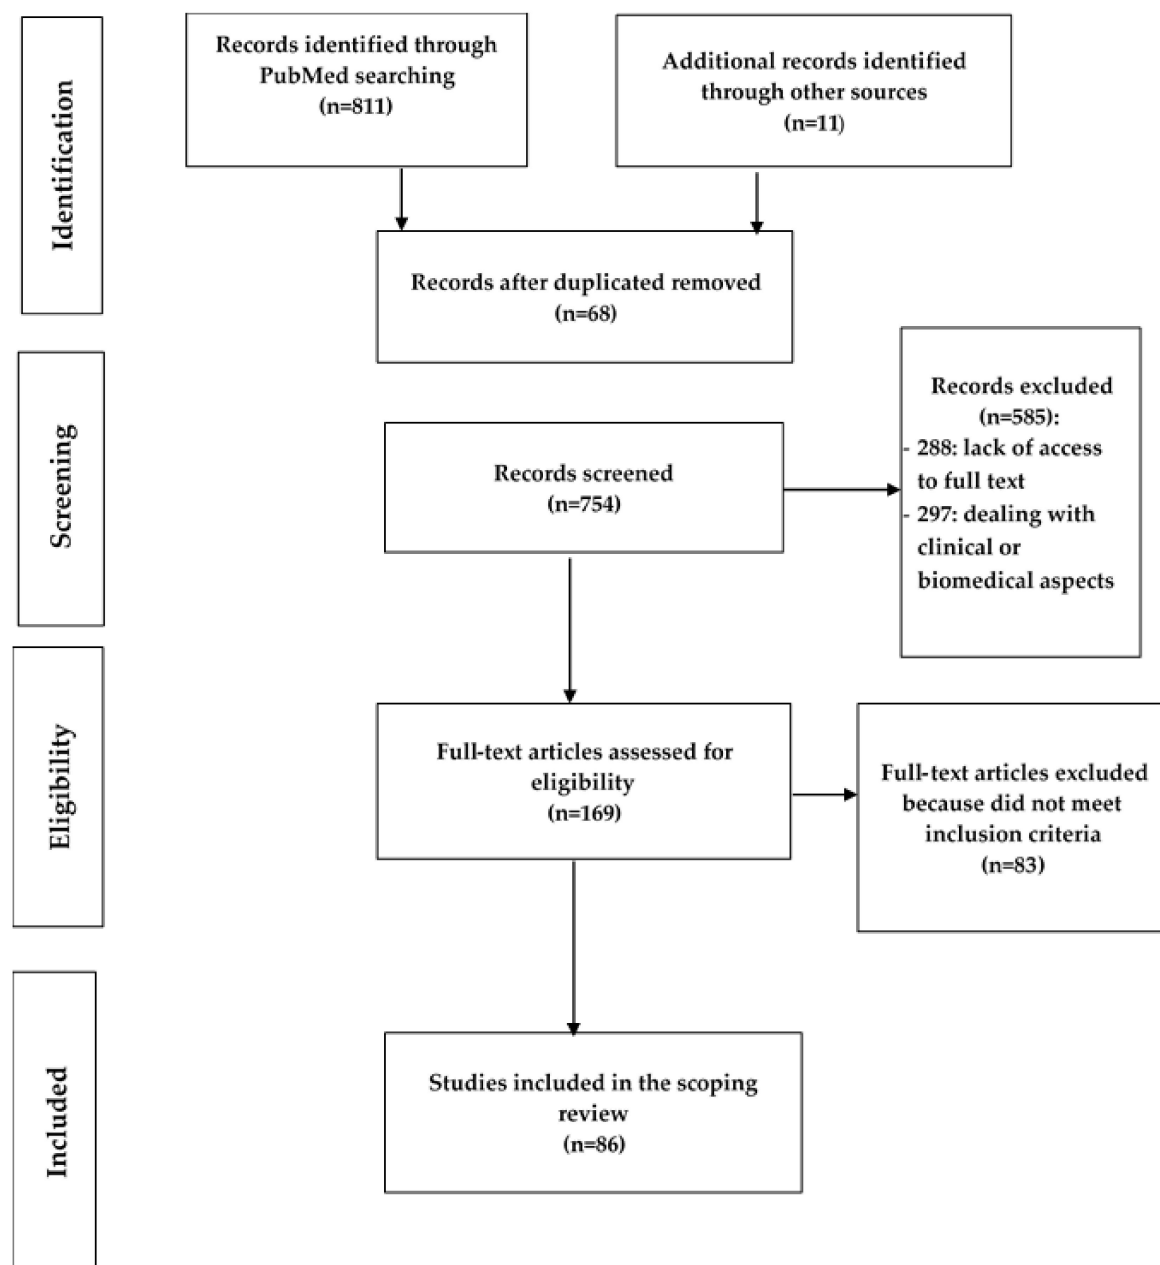 Identification
Records identified through
PubMed searching
(n=811)
Additional records identified
through other sources
(n=11)
Records after duplicated removed
(n=68)
Screening
Records screened
(n=754)
Records excluded
(n=585):
- 288: lack of access
to full text
- 297: dealing with
clinical or
biomedical aspects
Eligibility
Full-text articles assessed for
eligibility
(n=169)
Full-text articles excluded
because did not meet
inclusion criteria
(n=83)
Included
Studies included in the scoping
review
(n=86)